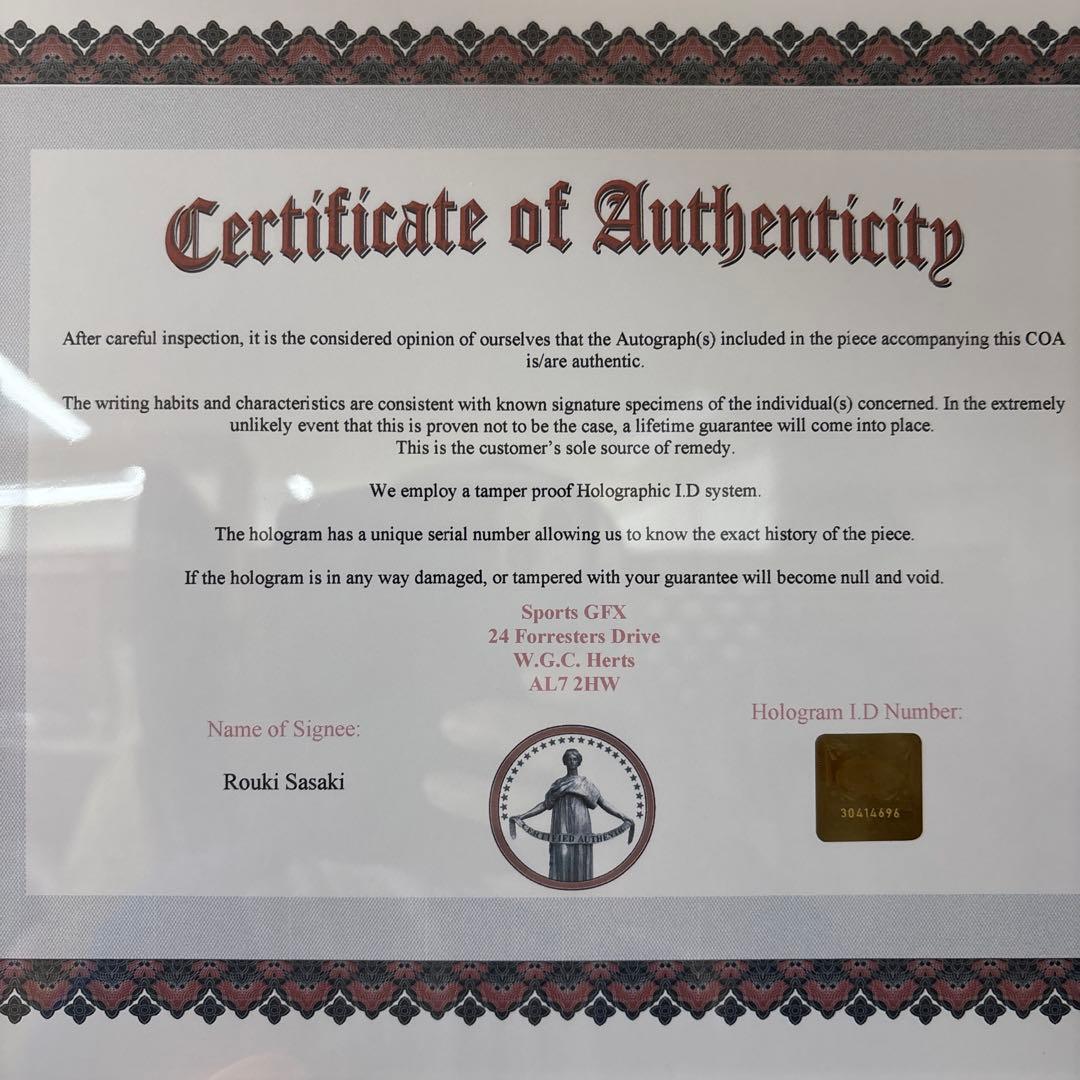 Certificate of Authenticity
After careful inspection, it is the considered opinion of ourselves that the Autograph(s) included in the piece accompanying this COA
is/are authentic.
The writing habits and characteristics are consistent with known signature specimens of the individual(s) concerned. In the extremely
unlikely event that this is proven not to be the case, a lifetime guarantee will come into place.
This is the customer's sole source of remedy.
We employ a tamper proof Holographic I.D system.
The hologram has a unique serial number allowing us to know the exact history of the piece.
If the hologram is in any way damaged, or tampered with your guarantee will become null and void.
Sports GFX
24 Forresters Drive
W.G.C. Herts
AL7 2HW
Name of Signee:
Rouki Sasaki
CERTIFIED AUTHENTIC
Hologram I.D Number:
30414696